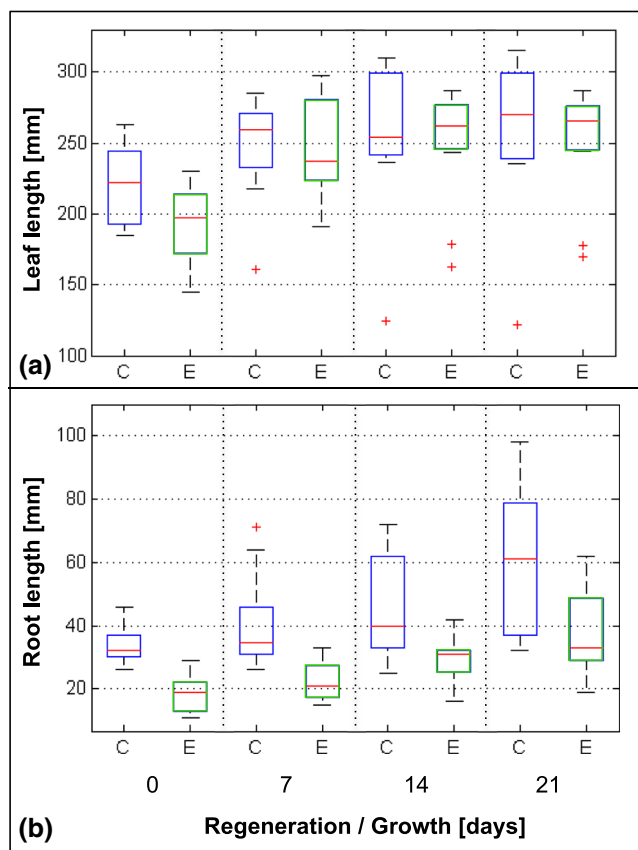 Leaf length [mm]
300
250
200
150
100
C E C E C E C E
(a)
Root length [mm]
100
80
60
40
20
C E C E C E C E
0 7 14 21
(b)
Regeneration / Growth [days]